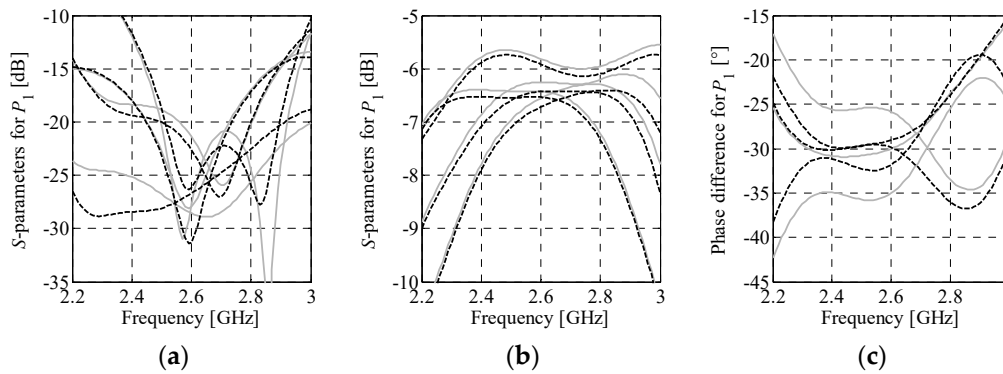 S-parameters for P1 [dB]
-10
-15
-20
-25
-30
-35
2.2 2.4 2.6 2.8 3
Frequency [GHz]
(a)
S-parameters for P1 [dB]
-5
-6
-7
-8
-9
-10
2.2 2.4 2.6 2.8 3
Frequency [GHz]
(b)
Phase difference for P1 [°]
-15
-20
-25
-30
-35
-40
-45
2.2 2.4 2.6 2.8 3
Frequency [GHz]
(c)